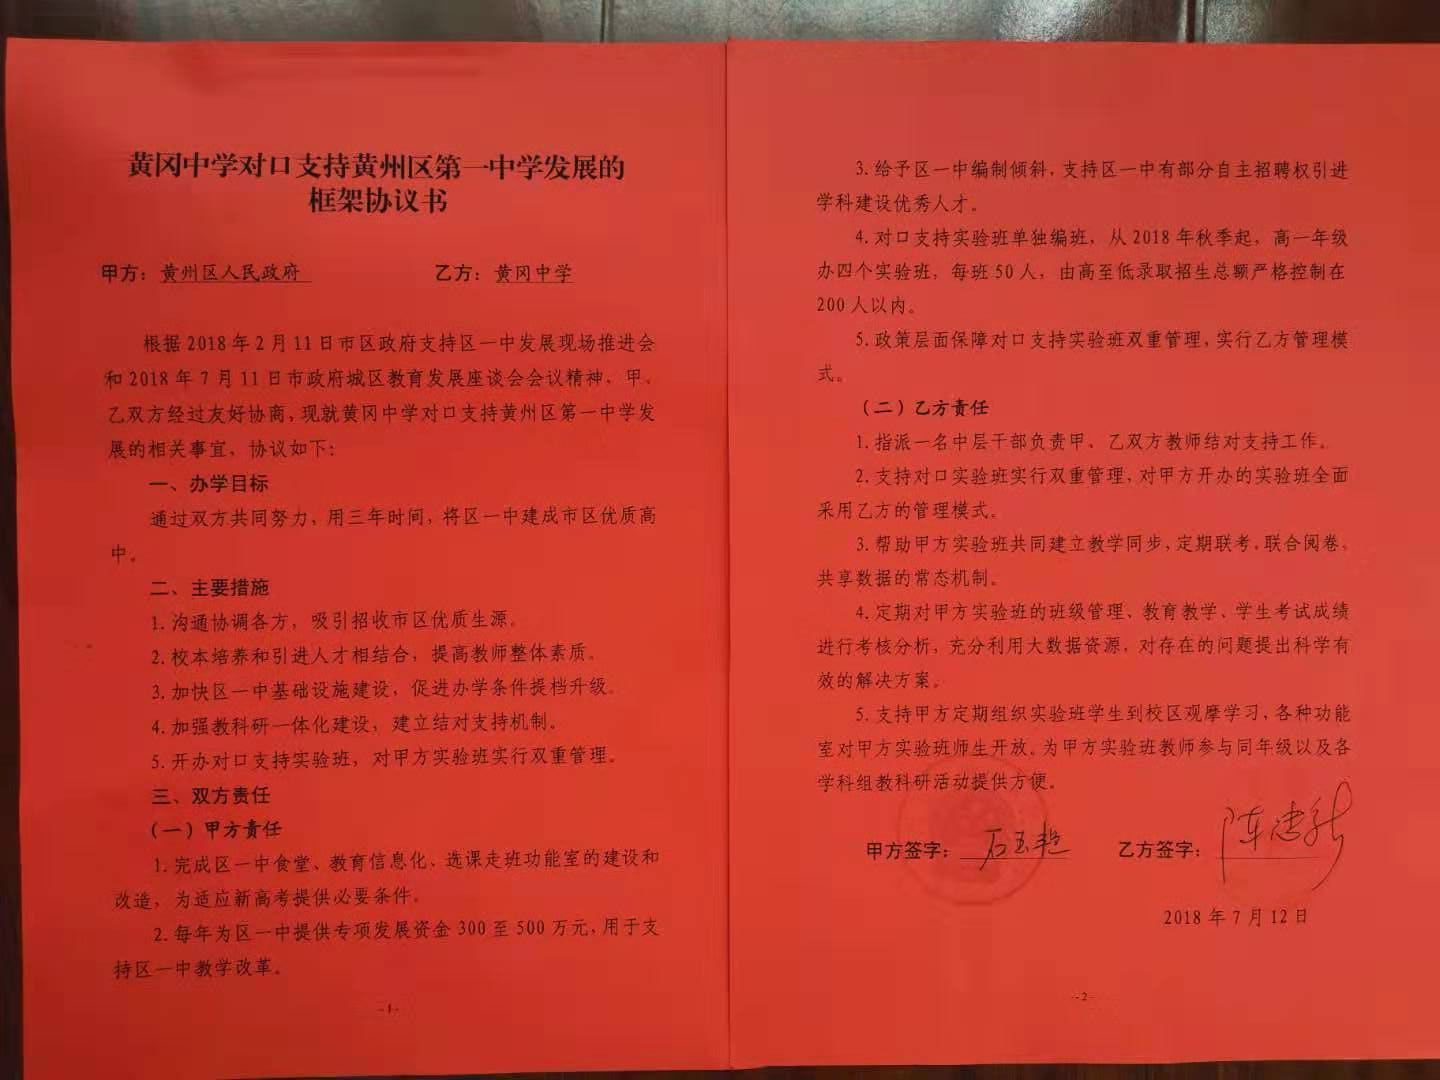 黄冈中学对口支持黄州区第一中学发展的
框架协议书
甲方：黄州区人民政府 乙方：黄冈中学
根据2018年2月11日市区政府支持区一中发展现场推进会
和2018年7月11日市政府城区教育发展座谈会会议精神，甲、
乙双方经过友好协商，现就黄冈中学对口支持黄州区第一中学发
展的相关事宜，协议如下：
一、办学目标
通过双方共同努力，用三年时间，将区一中建成市区优质高
中。
二、主要措施
1.沟通协调各方，吸引招收市区优质生源。
2.校本培养和引进人才相结合，提高教师整体素质。
3.加快区一中基础设施建设，促进办学条件提档升级。
4.加强教科研一体化建设，建立结对支持机制。
5.开办对口支持实验班，对甲方实验班实行双重管理。
三、双方责任
（一）甲方责任
1.完成区一中食堂、教育信息化、选课走班功能室的建设和
改造，为适应新高考提供必要条件。
2.每年为区一中提供专项发展资金300至500万元，用于支
持区一中教学改革。
-1-
3.给予区一中编制倾斜，支持区一中有部分自主招聘权引进
学科建设优秀人才。
4.对口支持实验班单独编班，从2018年秋季起，高一年级
办四个实验班，每班50人，由高至低录取招生总额严格控制在
200人以内。
5.政策层面保障对口支持实验班双重管理，实行乙方管理模
式。
（二）乙方责任
1.指派一名中层干部负责甲、乙双方教师结对支持工作。
2.支持对口实验班实行双重管理，对甲方开办的实验班全面
采用乙方的管理模式。
3.帮助甲方实验班共同建立教学同步，定期联考，联合阅卷、
共享数据的常态机制。
4.定期对甲方实验班的班级管理、教育教学、学生考试成绩
进行考核分析，充分利用大数据资源，对存在的问题提出科学有
效的解决方案。
5.支持甲方定期组织实验班学生到校区观摩学习，各种功能
室对甲方实验班师生开放。为甲方实验班教师参与同年级以及各
学科组教科研活动提供方便。
甲方签字：石玉艳 乙方签字：
2018年7月12日
-2-